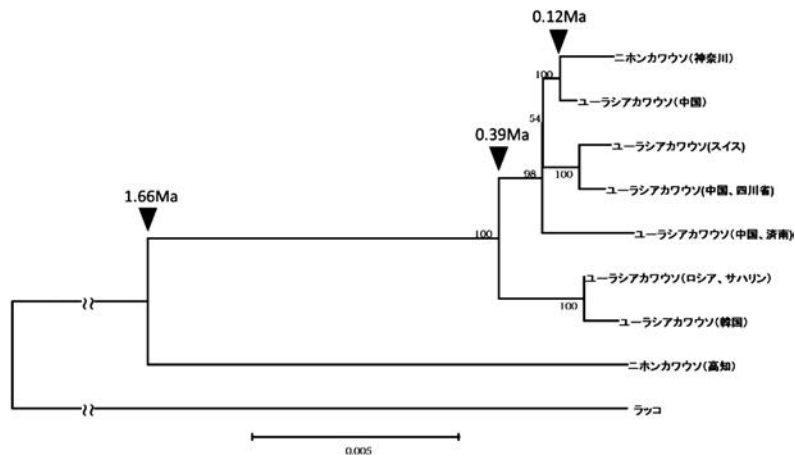 0.12Ma
ニホンカワウソ(神奈川)
100
ユーラシアカワウソ(中国)
54
0.39Ma
ユーラシアカワウソ(スイス)
100
98
ユーラシアカワウソ(中国、四川省)
1.66Ma
100
ユーラシアカワウソ(中国、済南)
ユーラシアカワウソ(ロシア、サハリン)
100
ユーラシアカワウソ(韓国)
ニホンカワウソ(高知)
ラッコ
0.005